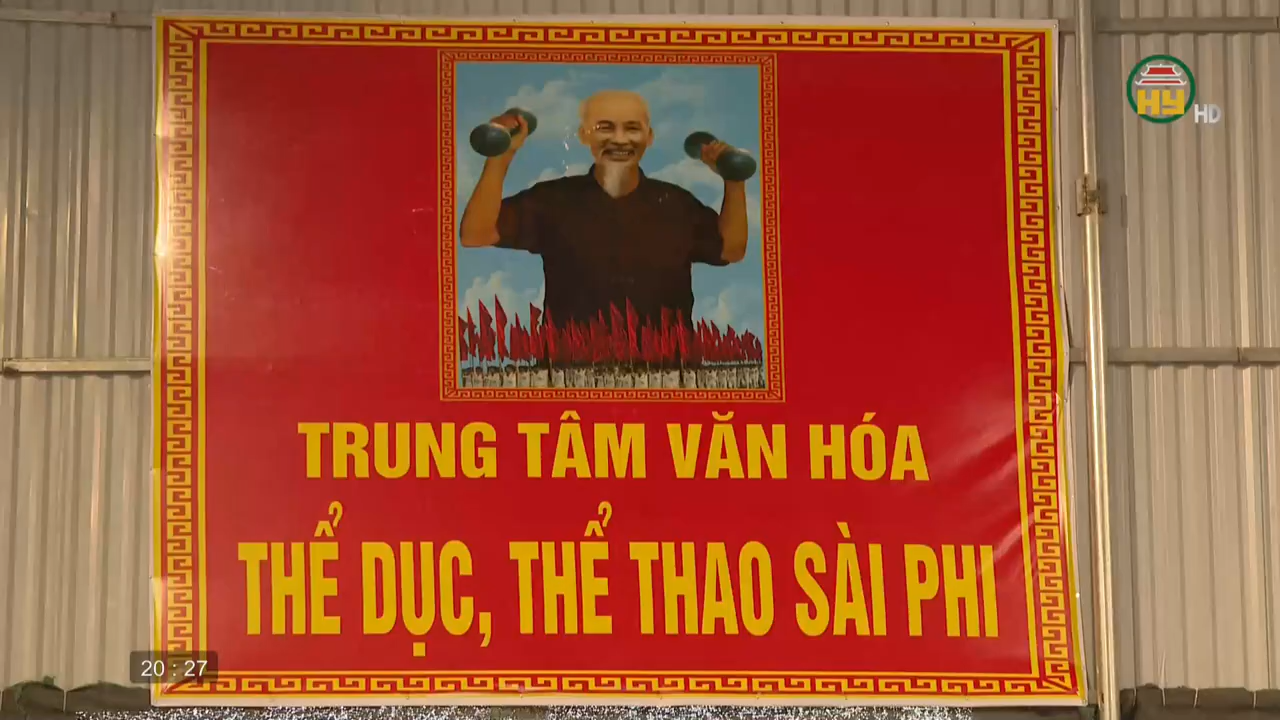 HY HD
TRUNG TÂM VĂN HÓA
THỂ DỤC, THỂ THAO SÀI PHI
20 : 27